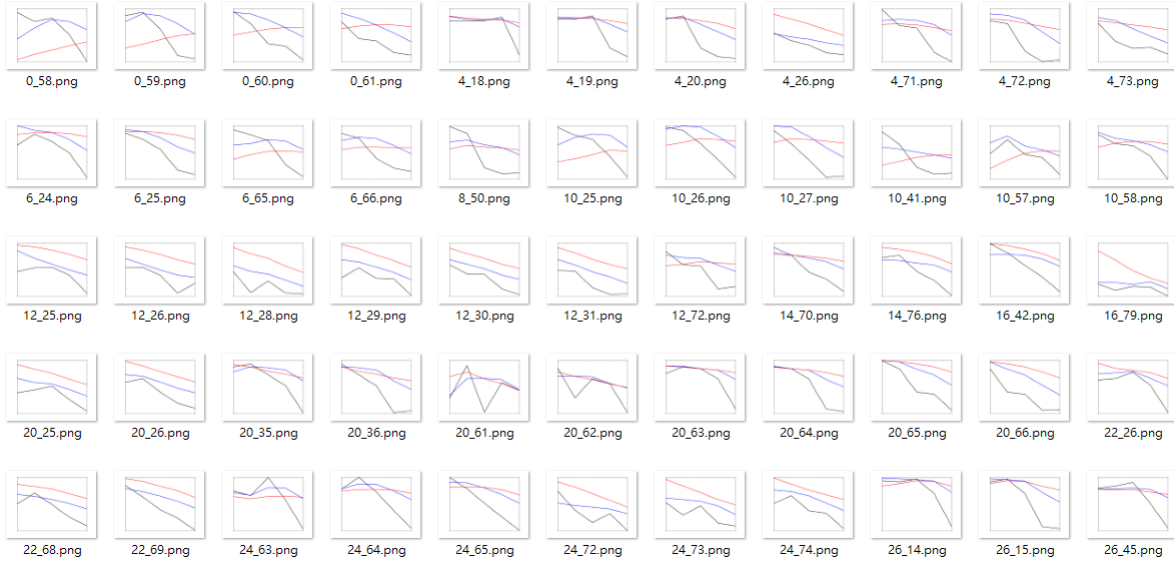 0_58.png 0_59.png 0_60.png 0_61.png 4_18.png 4_19.png 4_20.png 4_26.png 4_71.png 4_72.png 4_73.png
6_24.png 6_25.png 6_65.png 6_66.png 8_50.png 10_25.png 10_26.png 10_27.png 10_41.png 10_57.png 10_58.png
12_25.png 12_26.png 12_28.png 12_29.png 12_30.png 12_31.png 12_72.png 14_70.png 14_76.png 16_42.png 16_79.png
20_25.png 20_26.png 20_35.png 20_36.png 20_61.png 20_62.png 20_63.png 20_64.png 20_65.png 20_66.png 22_26.png
22_68.png 22_69.png 24_63.png 24_64.png 24_65.png 24_72.png 24_73.png 24_74.png 26_14.png 26_15.png 26_45.png